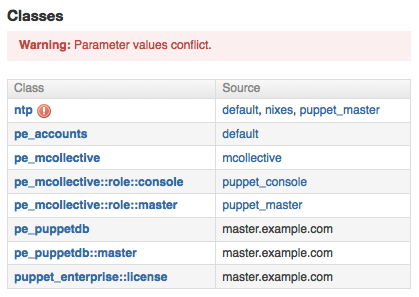 Classes
Warning: Parameter values conflict.
Class Source
ntp default, nixes, puppet_master
pe_accounts default
pe_mcollective mcollective
pe_mcollective::role::console puppet_console
pe_mcollective::role::master puppet_master
pe_puppetdb master.example.com
pe_puppetdb::master master.example.com
puppet_enterprise::license master.example.com